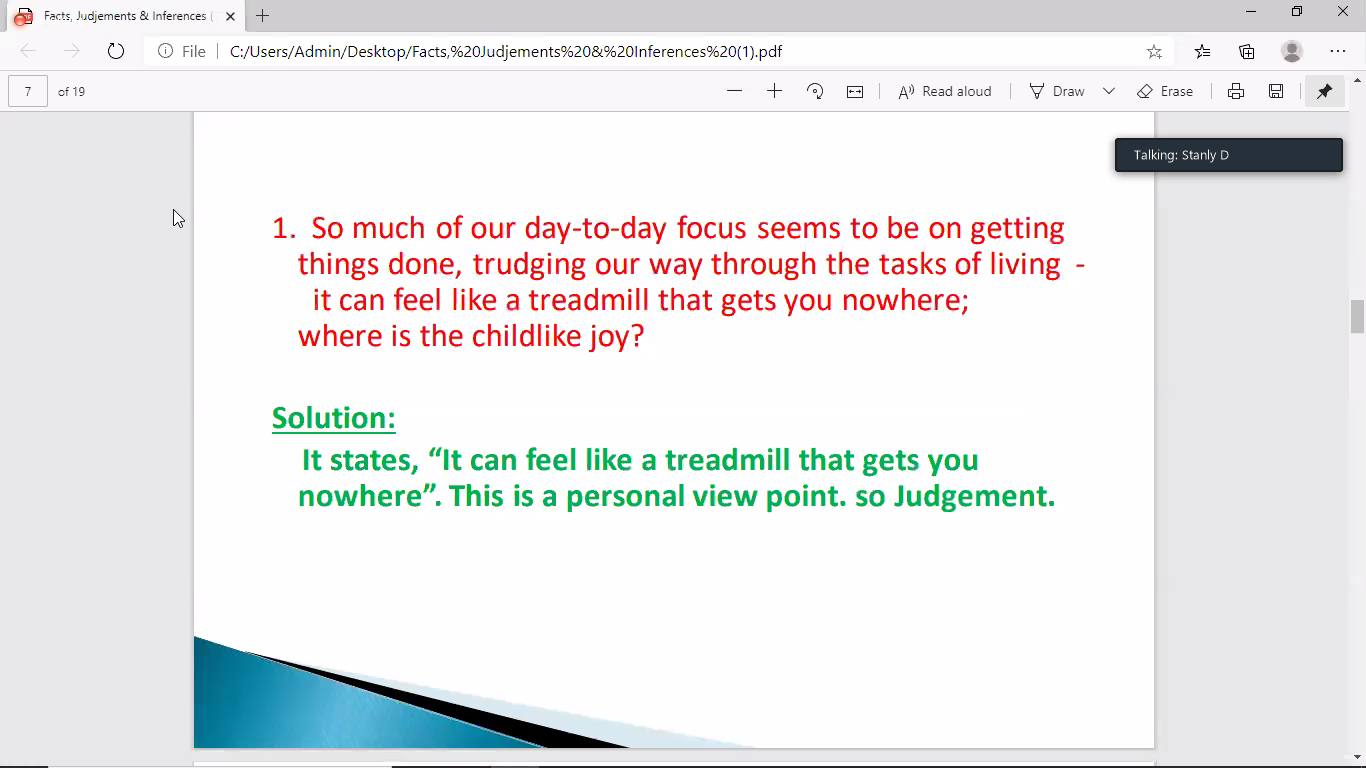 Facts, Judjements & Inferences (
File
C:/Users/Admin/Desktop/Facts,%20Judjements%20&%20Inferences%20(1).pdf
7 of 19
Read aloud
Draw
Erase
Talking: Stanly D
1. So much of our day-to-day focus seems to be on getting
things done, trudging our way through the tasks of living -
it can feel like a treadmill that gets you nowhere;
where is the childlike joy?
Solution:
It states, “It can feel like a treadmill that gets you
nowhere”. This is a personal view point. so Judgement.